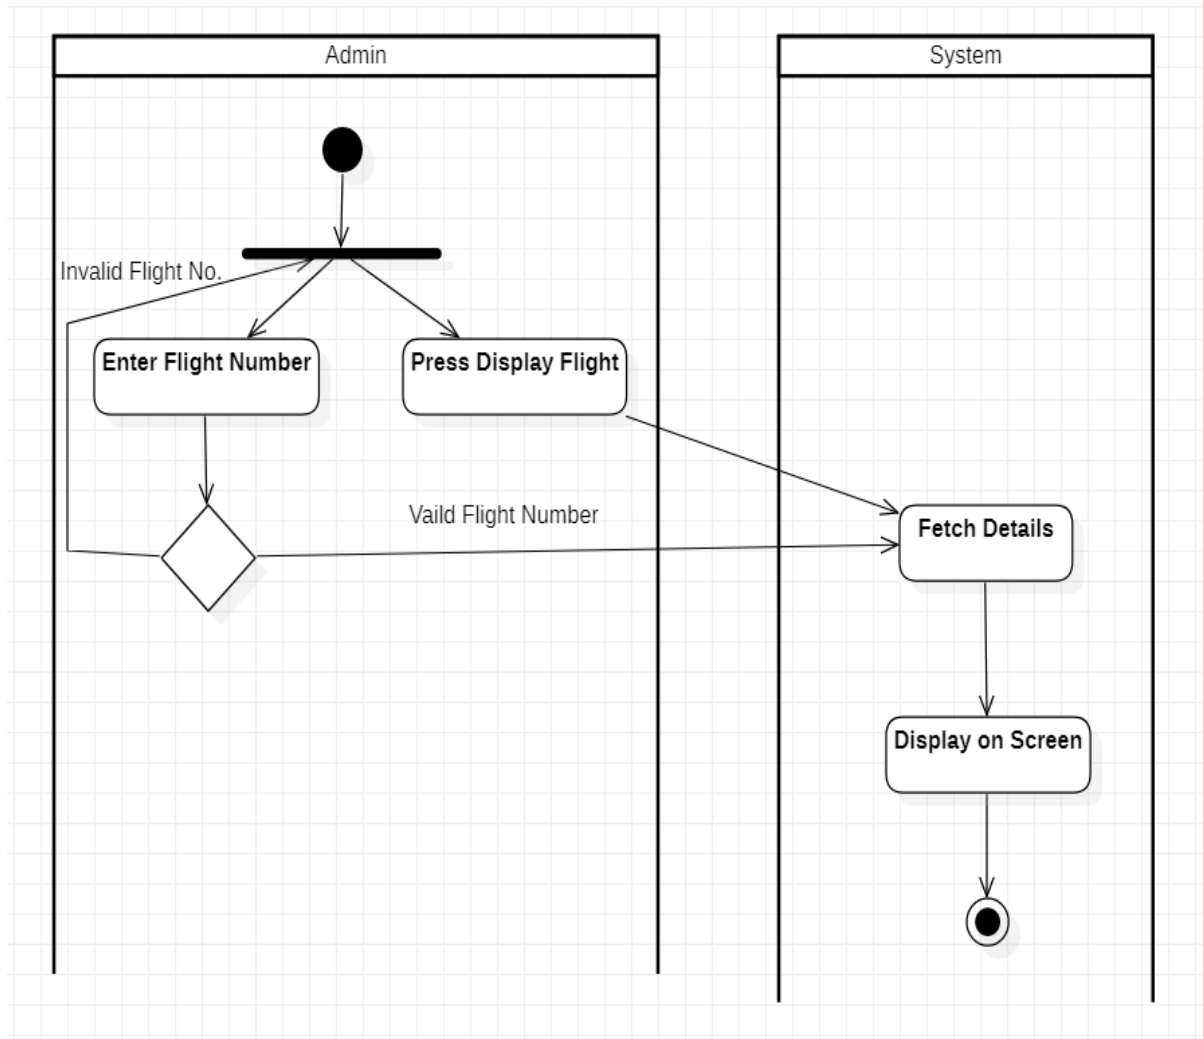 Admin
System
Invalid Flight No.
Enter Flight Number
Press Display Flight
Vaild Flight Number
Fetch Details
Display on Screen